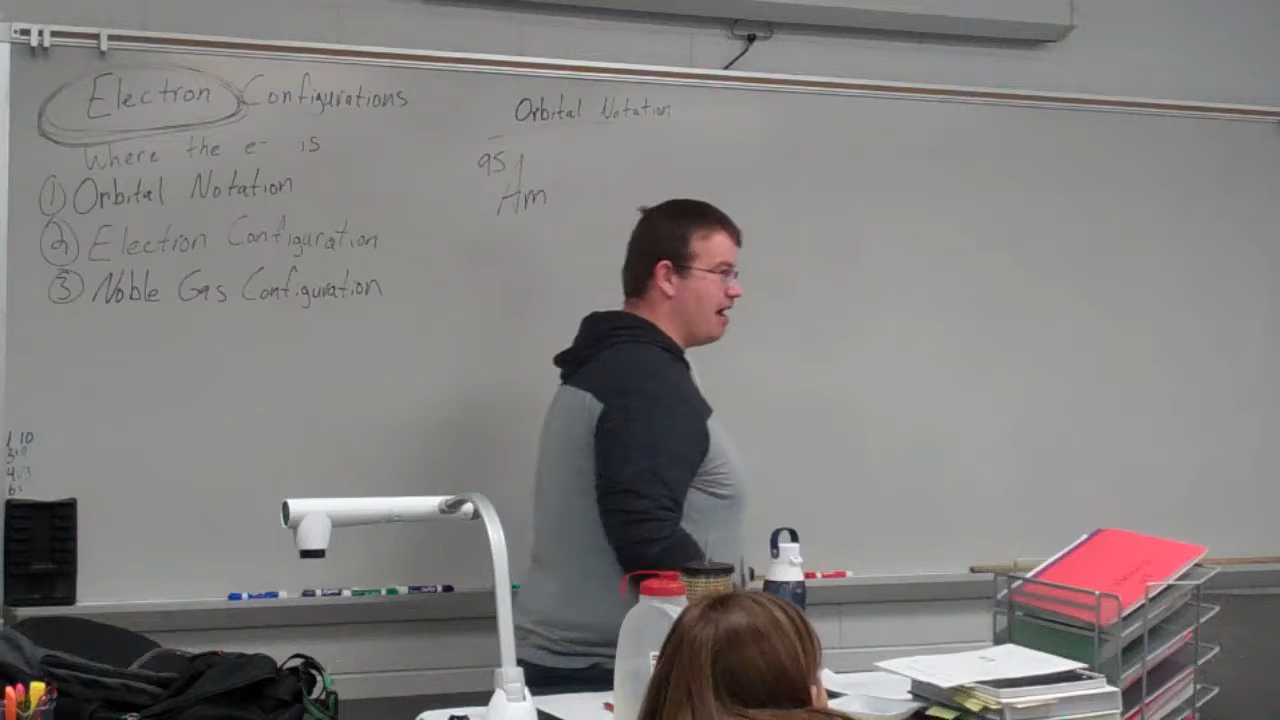 Electron Configurations
Where the e⁻ is
① Orbital Notation
② Electron Configuration
③ Noble Gas Configuration
Orbital Notation
95
Am